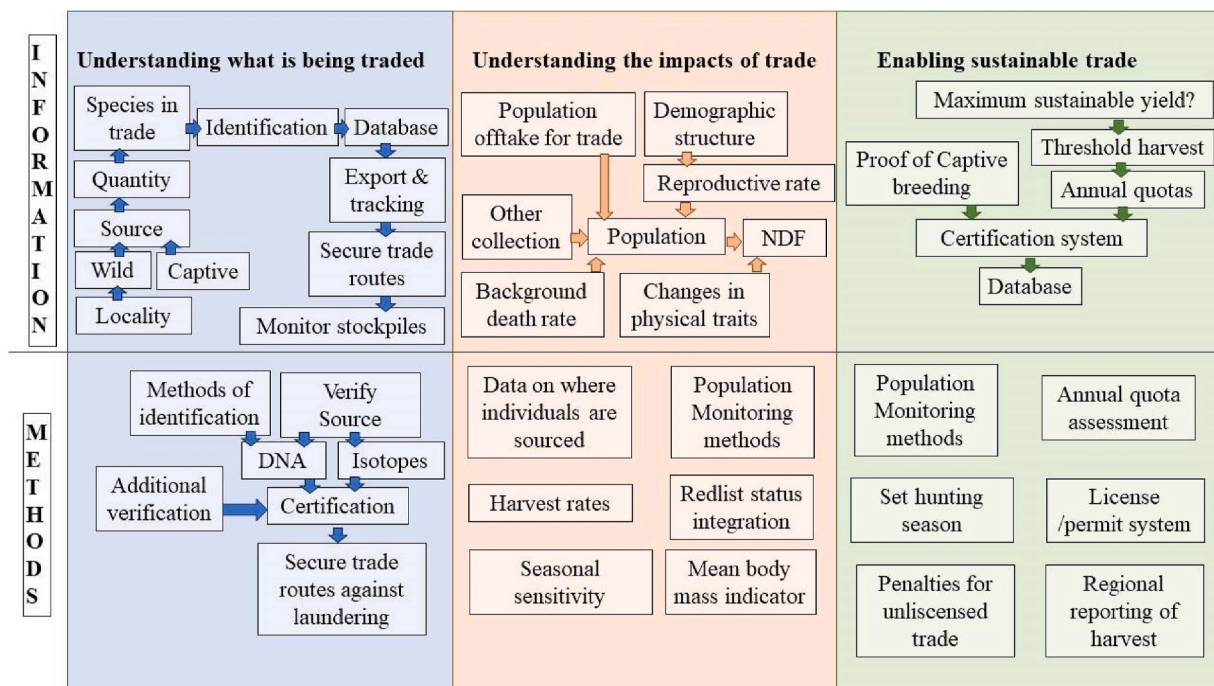 INFORMATION
Understanding what is being traded
Species in
trade
Identification
Database
Quantity
Export &
tracking
Source
Secure trade
routes
Wild
Captive
Locality
Monitor stockpiles
Understanding the impacts of trade
Population
offtake for trade
Demographic
structure
Reproductive rate
Other
collection
Population
NDF
Background
death rate
Changes in
physical traits
Enabling sustainable trade
Maximum sustainable yield?
Threshold harvest
Proof of Captive
breeding
Annual quotas
Certification system
Database
METHODS
Methods of
identification
Verify
Source
DNA
Isotopes
Additional
verification
Certification
Secure trade
routes against
laundering
Data on where
individuals are
sourced
Population
Monitoring
methods
Harvest rates
Redlist status
integration
Seasonal
sensitivity
Mean body
mass indicator
Population
Monitoring
methods
Annual quota
assessment
Set hunting
season
License
/permit system
Penalties for
unliscensed
trade
Regional
reporting of
harvest